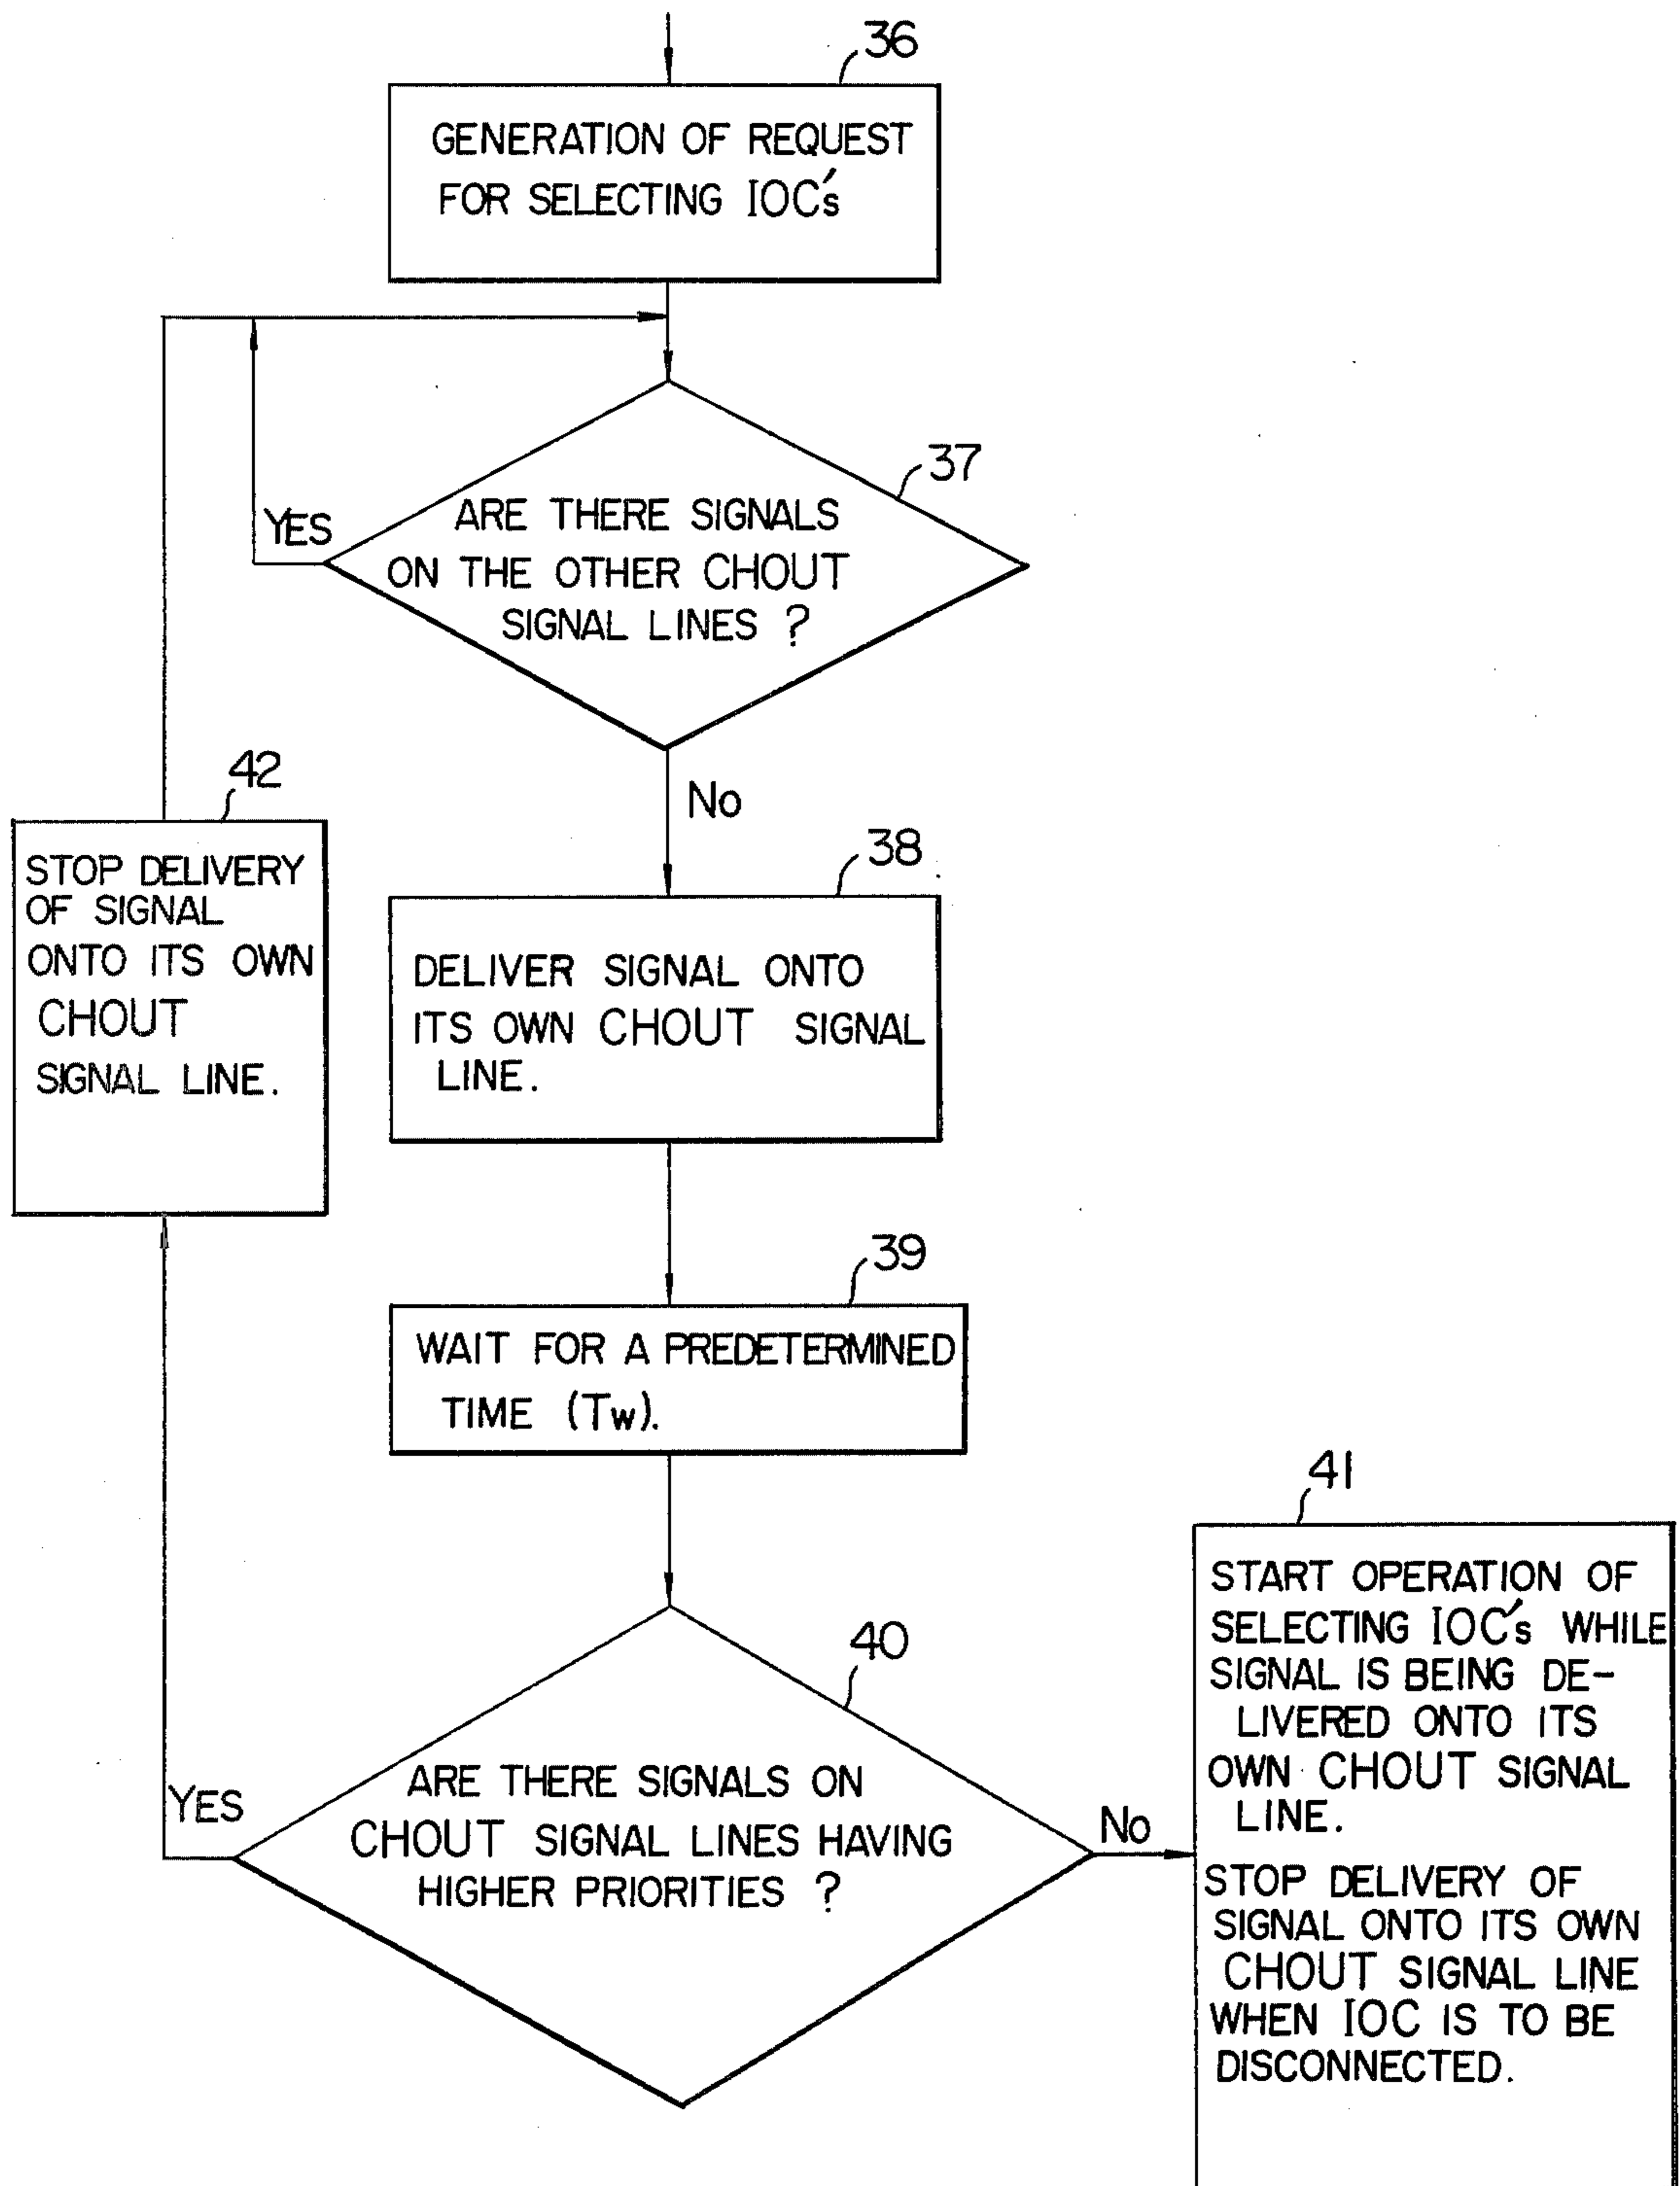 36
GENERATION OF REQUEST
FOR SELECTING IOC's
37
YES
ARE THERE SIGNALS
ON THE OTHER CHOUT
SIGNAL LINES ?
No
42
STOP DELIVERY
OF SIGNAL
ONTO ITS OWN
CHOUT
SIGNAL LINE.
38
DELIVER SIGNAL ONTO
ITS OWN CHOUT SIGNAL
LINE.
39
WAIT FOR A PREDETERMINED
TIME (Tw).
40
YES
ARE THERE SIGNALS ON
CHOUT SIGNAL LINES HAVING
HIGHER PRIORITIES ?
No
41
START OPERATION OF
SELECTING IOC's WHILE
SIGNAL IS BEING DE-
LIVERED ONTO ITS
OWN CHOUT SIGNAL
LINE.
STOP DELIVERY OF
SIGNAL ONTO ITS OWN
CHOUT SIGNAL LINE
WHEN IOC IS TO BE
DISCONNECTED.